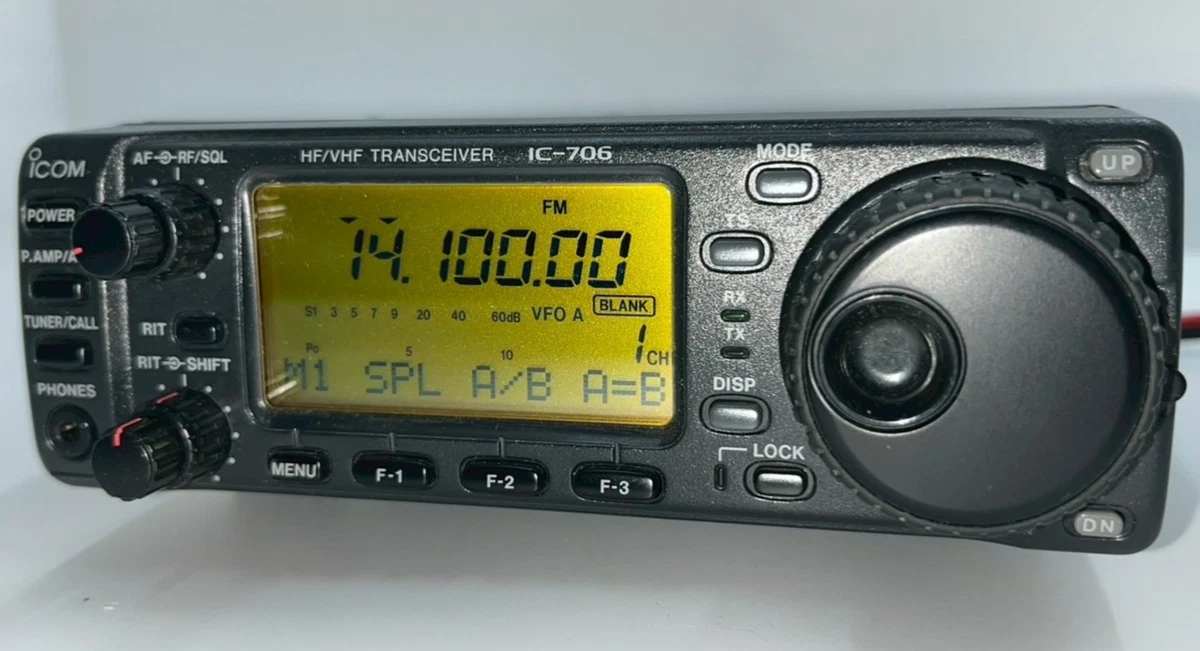 ICOM
AF RF/SQL
HF/VHF TRANSCEIVER IC-706
MODE
UP
POWER
P.AMP/A
TUNER/CALL
PHONES
RIT
RIT SHIFT
FM
14.100.00
S1 3 5 7 9 20 40 60dB VFO A BLANK
Po 5 10
1 CH
M1 SPL A/B A=B
TS
RX
TX
DISP
LOCK
MENU
F-1
F-2
F-3
DN